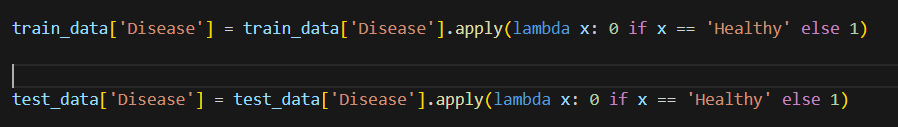 train_data['Disease'] = train_data['Disease'].apply(lambda x: 0 if x == 'Healthy' else 1)
test_data['Disease'] = test_data['Disease'].apply(lambda x: 0 if x == 'Healthy' else 1)